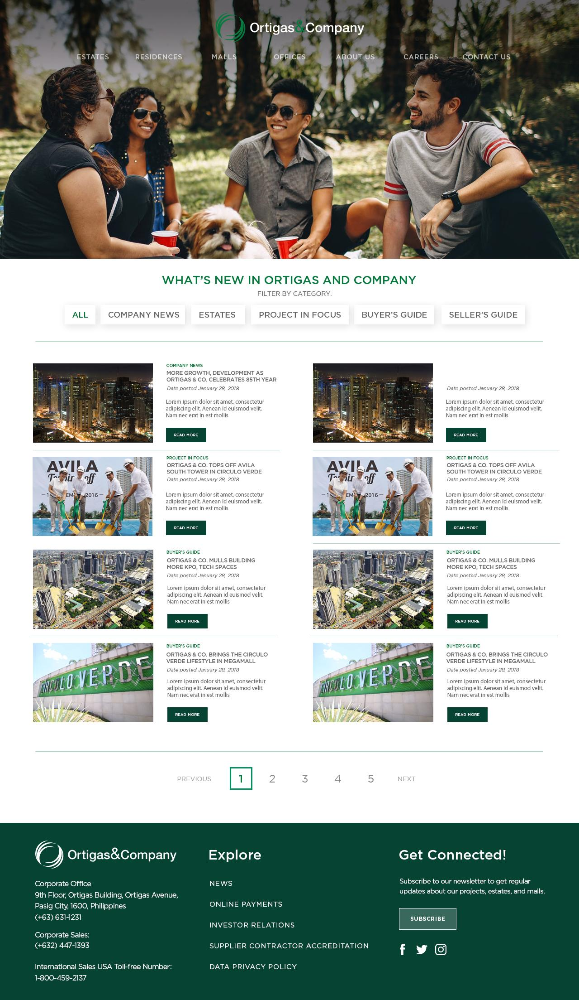 Ortigas&Company
ESTATES RESIDENCES MALLS OFFICES ABOUT US CAREERS CONTACT US
WHAT'S NEW IN ORTIGAS AND COMPANY
FILTER BY CATEGORY:
ALL COMPANY NEWS ESTATES PROJECT IN FOCUS BUYER'S GUIDE SELLER'S GUIDE
COMPANY NEWS
MORE GROWTH, DEVELOPMENT AS
ORTIGAS & CO. CELEBRATES 85TH YEAR
Date posted January 28, 2018
Lorem ipsum dolor sit amet, consectetur
adipiscing elit. Aenean id euismod velit.
Nam nec erat in est mollis
READ MORE
Date posted January 28, 2018
Lorem ipsum dolor sit amet, consectetur
adipiscing elit. Aenean id euismod velit.
Nam nec erat in est mollis
READ MORE
AVILA
2016
PROJECT IN FOCUS
ORTIGAS & CO. TOPS OFF AVILA
SOUTH TOWER IN CIRCULO VERDE
Date posted January 28, 2018
Lorem ipsum dolor sit amet, consectetur
adipiscing elit. Aenean id euismod velit.
Nam nec erat in est mollis
READ MORE
AVILA
2016
PROJECT IN FOCUS
ORTIGAS & CO. TOPS OFF AVILA
SOUTH TOWER IN CIRCULO VERDE
Date posted January 28, 2018
Lorem ipsum dolor sit amet, consectetur
adipiscing elit. Aenean id euismod velit.
Nam nec erat in est mollis
READ MORE
BUYER'S GUIDE
ORTIGAS & CO. MULLS BUILDING
MORE KPO, TECH SPACES
Date posted January 28, 2018
Lorem ipsum dolor sit amet, consectetur
adipiscing elit. Aenean id euismod velit.
Nam nec erat in est mollis
READ MORE
BUYER'S GUIDE
ORTIGAS & CO. MULLS BUILDING
MORE KPO, TECH SPACES
Date posted January 28, 2018
Lorem ipsum dolor sit amet, consectetur
adipiscing elit. Aenean id euismod velit.
Nam nec erat in est mollis
READ MORE
CIRCULO VERDE
BUYER'S GUIDE
ORTIGAS & CO. BRINGS THE CIRCULO
VERDE LIFESTYLE IN MEGAMALL
Date posted January 28, 2018
Lorem ipsum dolor sit amet, consectetur
adipiscing elit. Aenean id euismod velit.
Nam nec erat in est mollis
READ MORE
CIRCULO VERDE
BUYER'S GUIDE
ORTIGAS & CO. BRINGS THE CIRCULO
VERDE LIFESTYLE IN MEGAMALL
Date posted January 28, 2018
Lorem ipsum dolor sit amet, consectetur
adipiscing elit. Aenean id euismod velit.
Nam nec erat in est mollis
READ MORE
PREVIOUS 1 2 3 4 5 NEXT
Ortigas&Company
Corporate Office
9th Floor, Ortigas Building, Ortigas Avenue,
Pasig City, 1600, Philippines
(+63) 631-1231
Corporate Sales:
(+632) 447-1393
International Sales USA Toll-free Number:
1-800-459-2137
Explore
NEWS
ONLINE PAYMENTS
INVESTOR RELATIONS
SUPPLIER CONTRACTOR ACCREDITATION
DATA PRIVACY POLICY
Get Connected!
Subscribe to our newsletter to get regular
updates about our projects, estates, and malls.
SUBSCRIBE